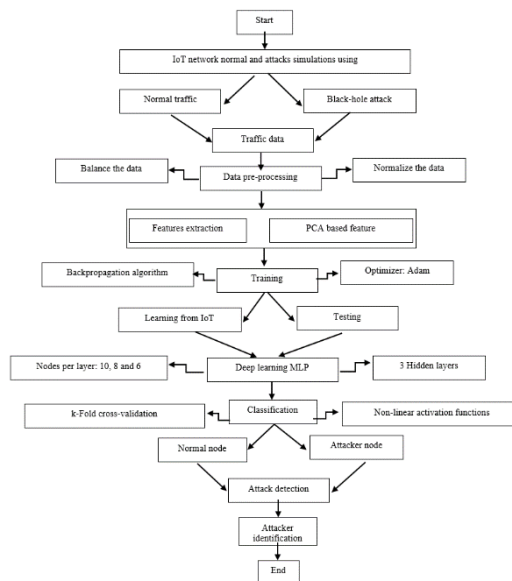 Start
IoT network normal and attacks simulations using
Normal traffic
Black-hole attack
Traffic data
Balance the data
Normalize the data
Data pre-processing
Features extraction
PCA based feature
Backpropagation algorithm
Optimizer: Adam
Training
Learning from IoT
Testing
Nodes per layer: 10, 8 and 6
Deep learning MLP
3 Hidden layers
k-Fold cross-validation
Classification
Non-linear activation functions
Normal node
Attacker node
Attack detection
Attacker
identification
End